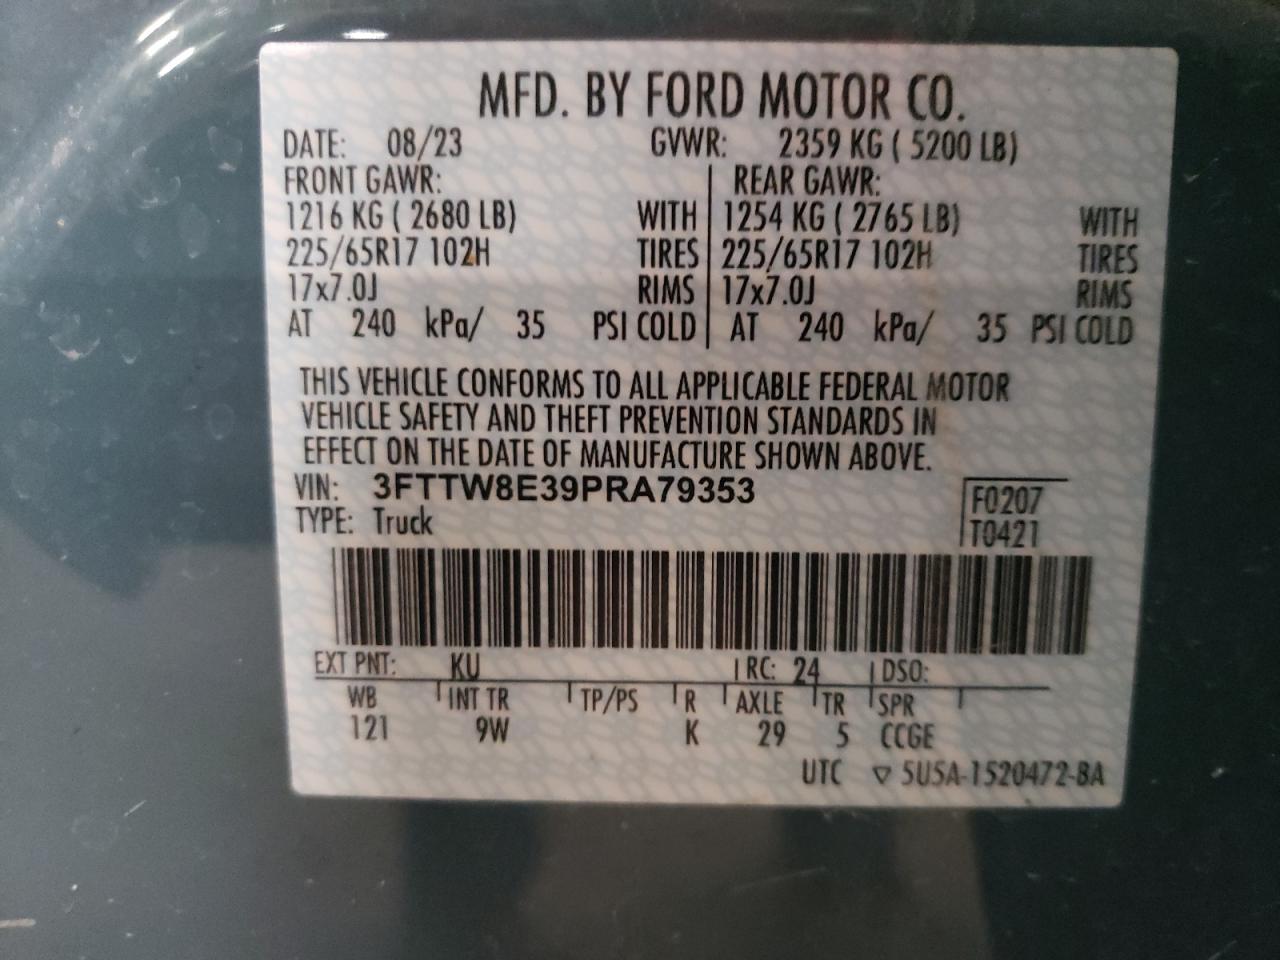 MFD. BY FORD MOTOR CO.
DATE: 08/23 GVWR: 2359 KG ( 5200 LB)
FRONT GAWR: REAR GAWR:
1216 KG ( 2680 LB) WITH 1254 KG ( 2765 LB) WITH
225/65R17 102H TIRES 225/65R17 102H TIRES
17x7.0J RIMS 17x7.0J RIMS
AT 240 kPa/ 35 PSI COLD AT 240 kPa/ 35 PSI COLD
THIS VEHICLE CONFORMS TO ALL APPLICABLE FEDERAL MOTOR
VEHICLE SAFETY AND THEFT PREVENTION STANDARDS IN
EFFECT ON THE DATE OF MANUFACTURE SHOWN ABOVE.
VIN: 3FTTW8E39PRA79353 F0207
TYPE: Truck T0421
EXT PNT: KU RC: 24 DSO:
WB INT TR TP/PS R AXLE TR SPR
121 9W K 29 5 CCGE
UTC ▽ 5U5A-1520472-BA